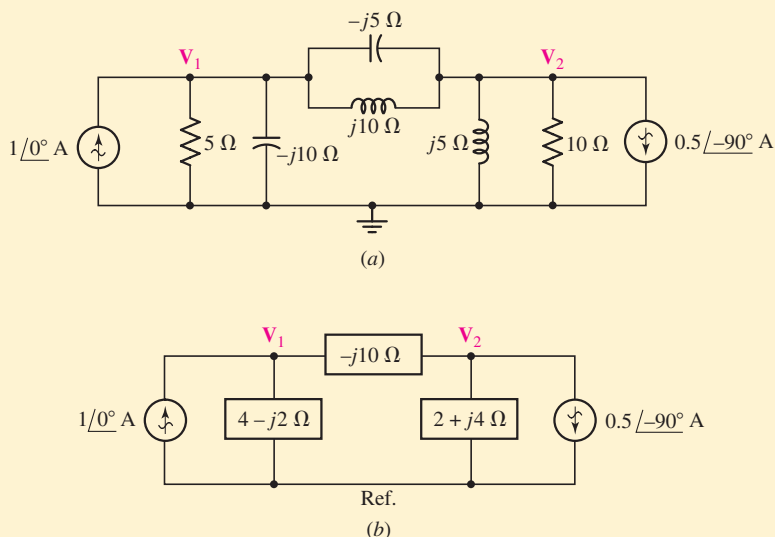 −j5 Ω
V₁
V₂
j10 Ω
1/0° A
5 Ω
−j10 Ω
j5 Ω
10 Ω
0.5/−90° A
(a)
V₁
V₂
−j10 Ω
1/0° A
4 − j2 Ω
2 + j4 Ω
0.5/−90° A
Ref.
(b)